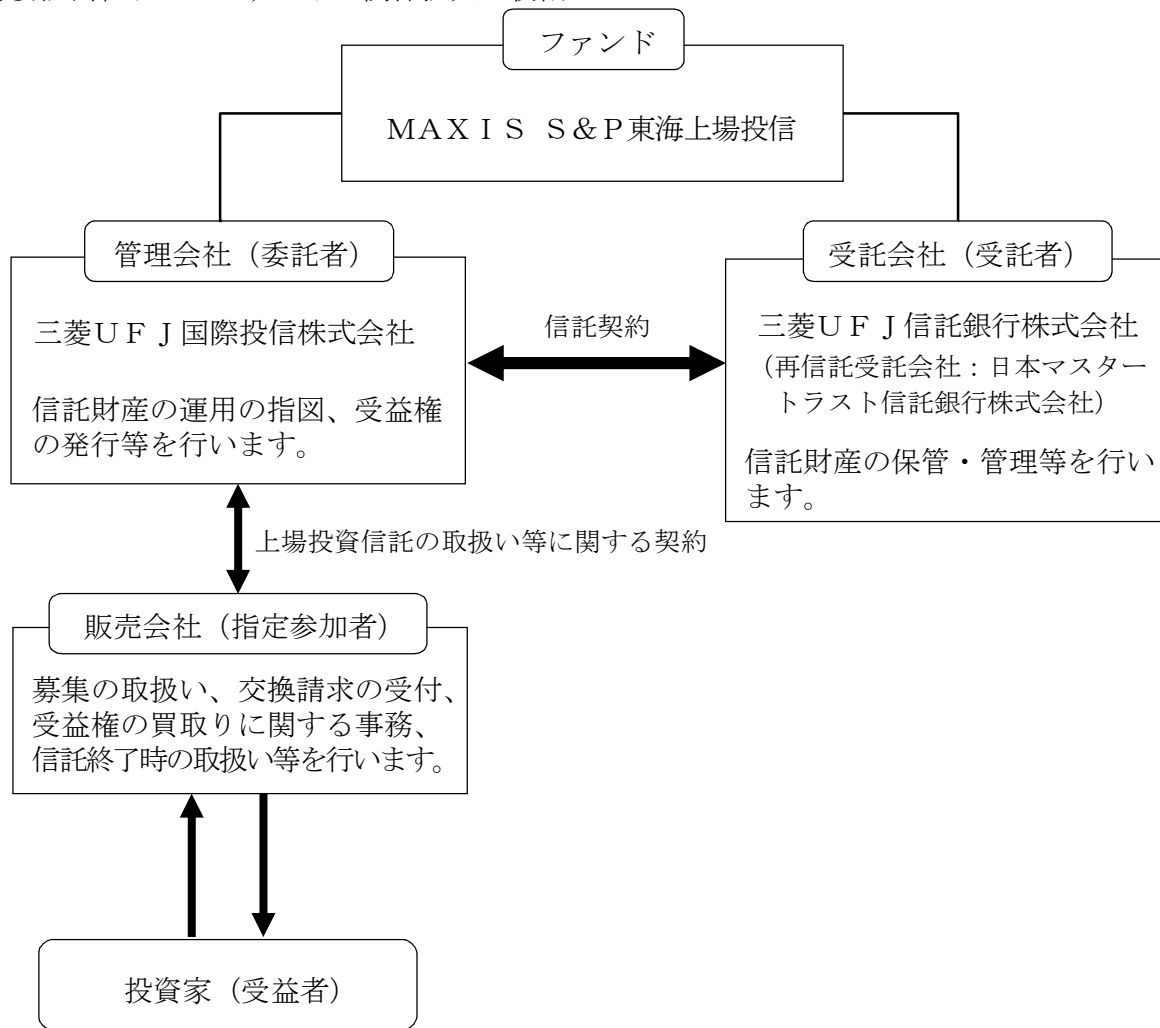 ファンド
ＭＡＸＩＳ Ｓ＆Ｐ東海上場投信
管理会社（委託者）
三菱ＵＦＪ国際投信株式会社
信託財産の運用の指図、受益権
の発行等を行います。
信託契約
受託会社（受託者）
三菱ＵＦＪ信託銀行株式会社
（再信託受託会社：日本マスター
トラスト信託銀行株式会社）
信託財産の保管・管理等を行い
ます。
上場投資信託の取扱い等に関する契約
販売会社（指定参加者）
募集の取扱い、交換請求の受付、
受益権の買取りに関する事務、
信託終了時の取扱い等を行います。
投資家（受益者）